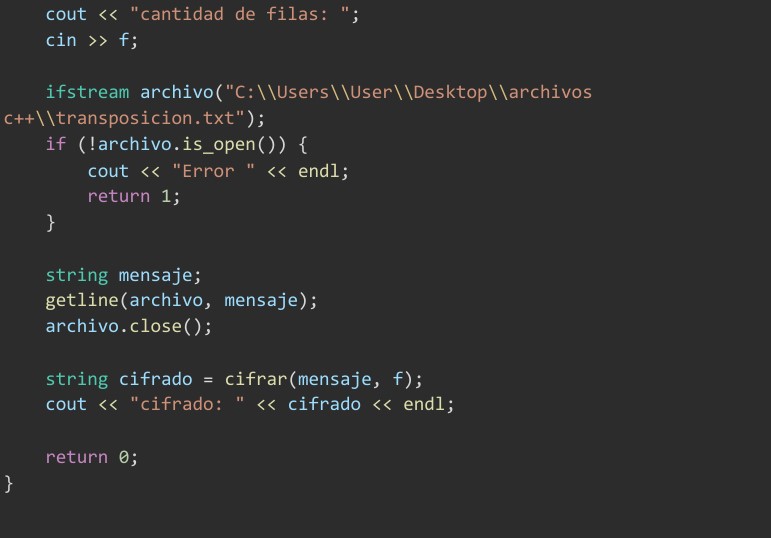 cout << "cantidad de filas: ";
cin >> f;
ifstream archivo("C:\\Users\\User\\Desktop\\archivos
c++\\transposicion.txt");
if (!archivo.is_open()) {
cout << "Error " << endl;
return 1;
}
string mensaje;
getline(archivo, mensaje);
archivo.close();
string cifrado = cifrar(mensaje, f);
cout << "cifrado: " << cifrado << endl;
return 0;
}